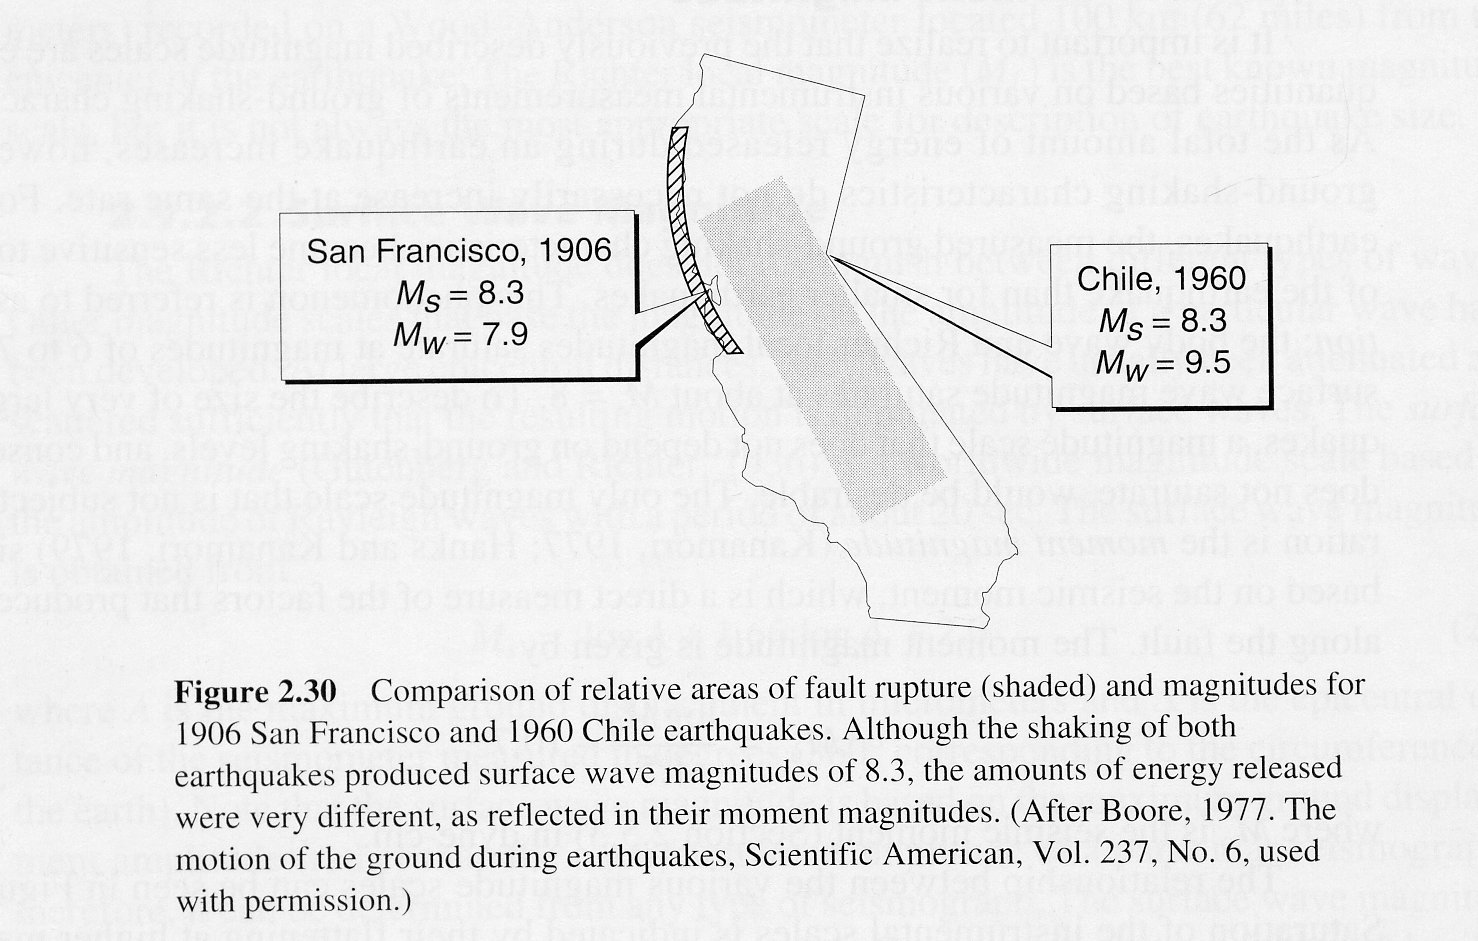 San Francisco, 1906
MS = 8.3
MW = 7.9
Chile, 1960
MS = 8.3
MW = 9.5
Figure 2.30 Comparison of relative areas of fault rupture (shaded) and magnitudes for
1906 San Francisco and 1960 Chile earthquakes. Although the shaking of both
earthquakes produced surface wave magnitudes of 8.3, the amounts of energy released
were very different, as reflected in their moment magnitudes. (After Boore, 1977. The
motion of the ground during earthquakes, Scientific American, Vol. 237, No. 6, used
with permission.)